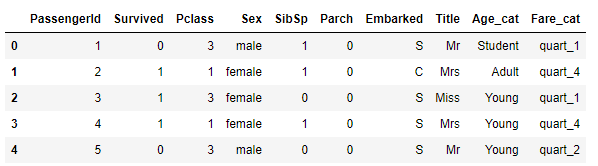 PassengerId Survived Pclass Sex SibSp Parch Embarked Title Age_cat Fare_cat
0 1 0 3 male 1 0 S Mr Student quart_1
1 2 1 1 female 1 0 C Mrs Adult quart_4
2 3 1 3 female 0 0 S Miss Young quart_1
3 4 1 1 female 1 0 S Mrs Young quart_4
4 5 0 3 male 0 0 S Mr Young quart_2